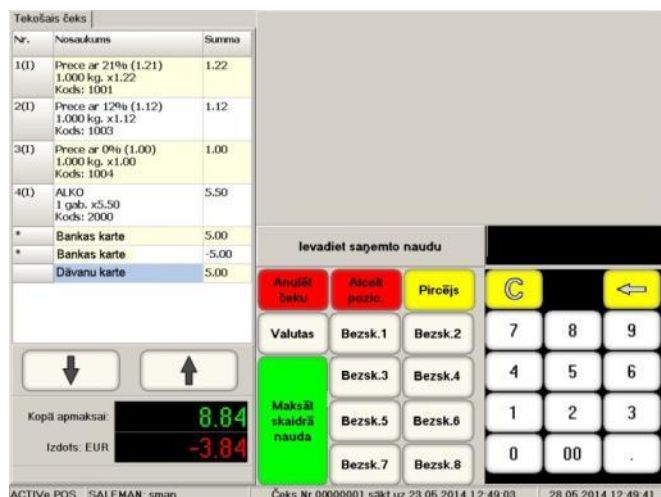 Tekošais čeks
Nr. Nosaukums Summa
1(I) Prece ar 21% (1.21) 1.22
1.000 kg. x1.22
Kods: 1001
2(I) Prece ar 12% (1.12) 1.12
1.000 kg. x1.12
Kods: 1003
3(I) Prece ar 0% (1.00) 1.00
1.000 kg. x1.00
Kods: 1004
4(I) ALKO 5.50
1 gab. x5.50
Kods: 2000
* Bankas karte 5.00
* Bankas karte -5.00
Dāvanu karte 5.00
Kopā apmaksai: 8.84
Izdots: EUR -3.84
Ievadiet saņemto naudu
Anulēt čeku
Atcelt pozic.
Pircējs
C
Valutas Bezsk.1 Bezsk.2
7 8 9
Bezsk.3 Bezsk.4
4 5 6
Maksāt skaidrā nauda
Bezsk.5 Bezsk.6
1 2 3
Bezsk.7 Bezsk.8
0 00 .
ACTIVe POS SALEMAN: sman Čeks Nr.00000001 sākt uz 23.05.2014 12:49:03 28.05.2014 12:49:41